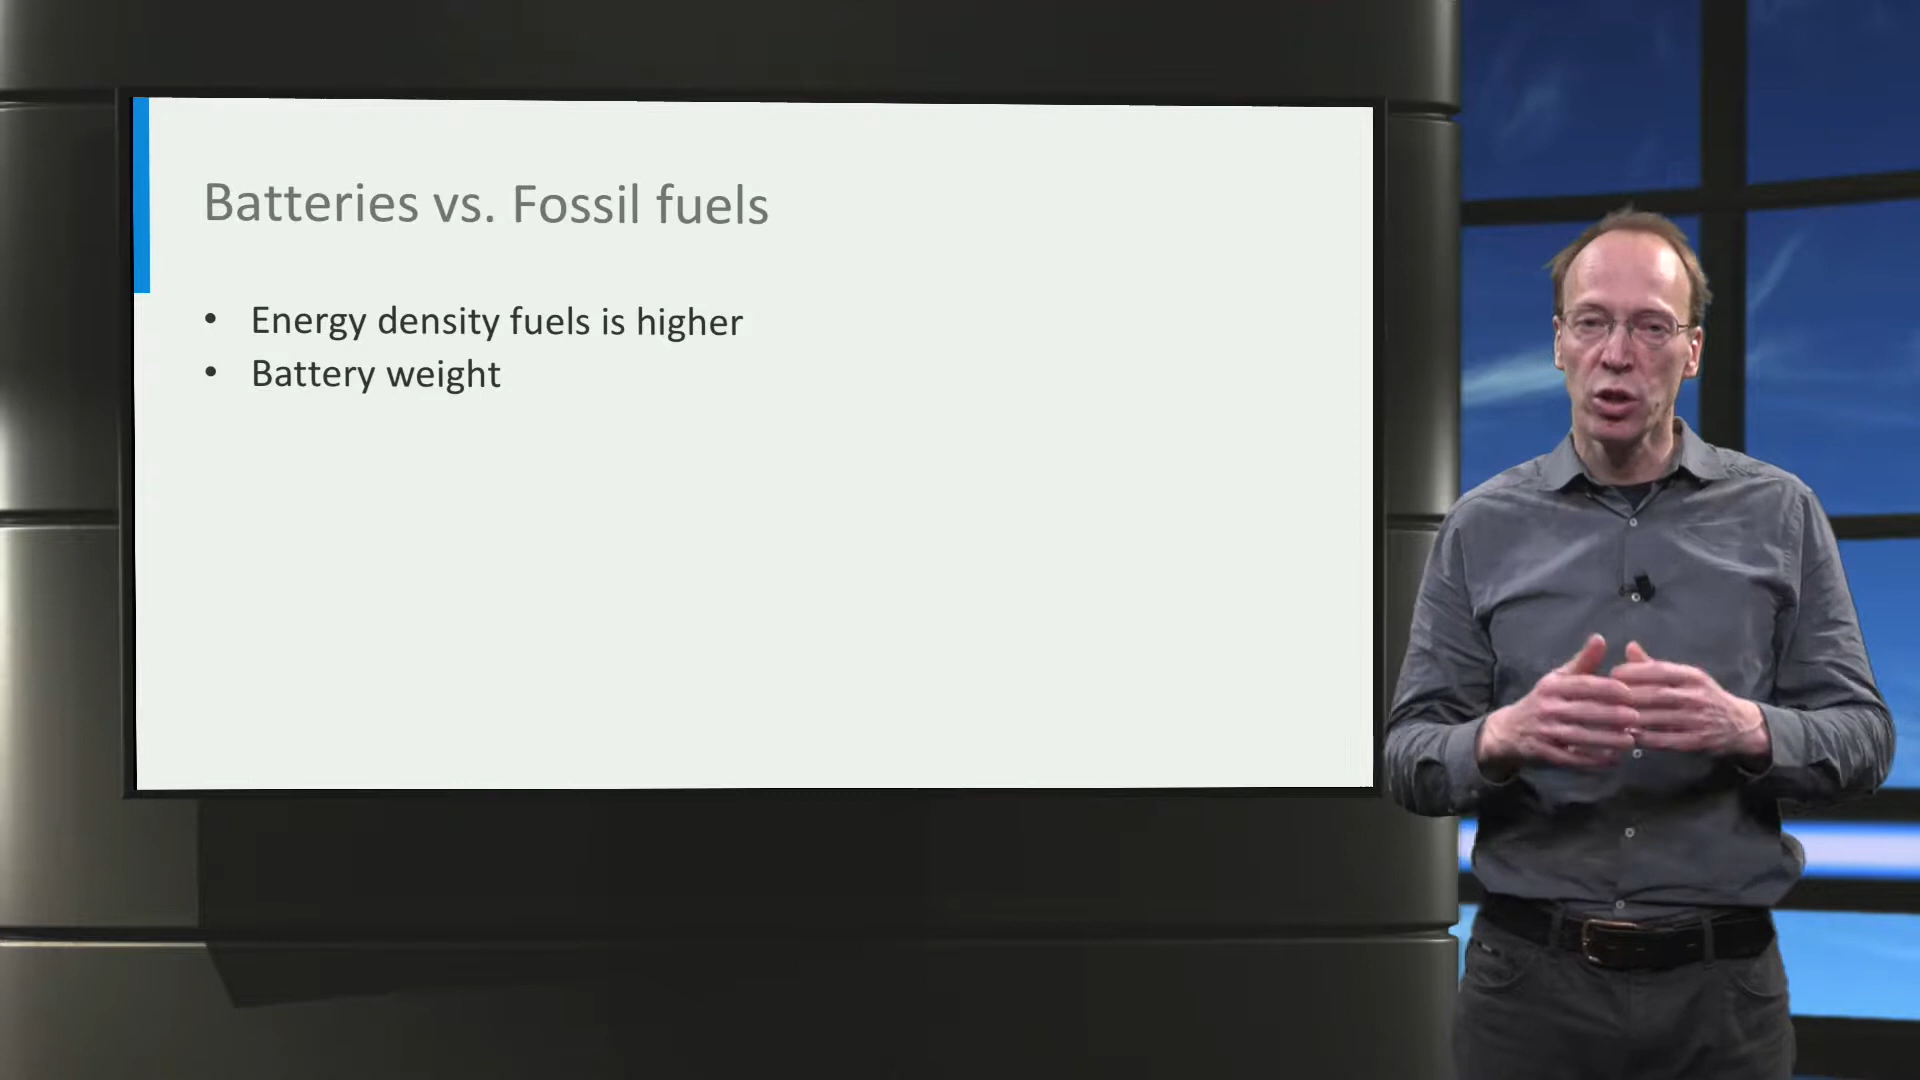 Batteries vs. Fossil fuels
• Energy density fuels is higher
• Battery weight